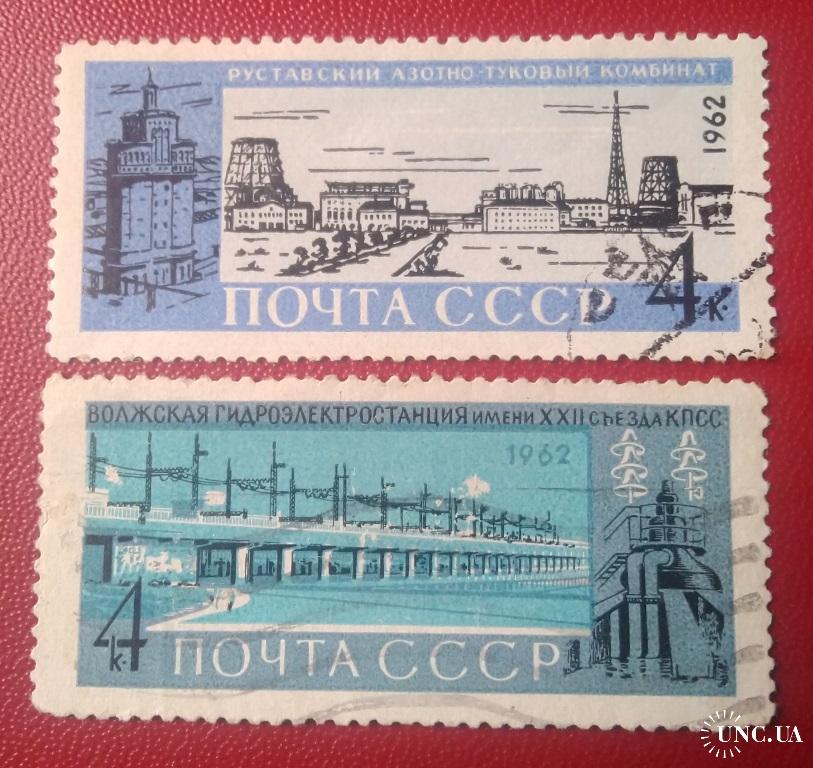 РУСТАВСКИЙ АЗОТНО-ТУКОВЫЙ КОМБИНАТ
1962
ПОЧТА СССР 4 к.
ВОЛЖСКАЯ ГИДРОЭЛЕКТРОСТАНЦИЯ ИМЕНИ XXII СЪЕЗДА КПСС
1962
4 к.
ПОЧТА СССР
UNC.UA